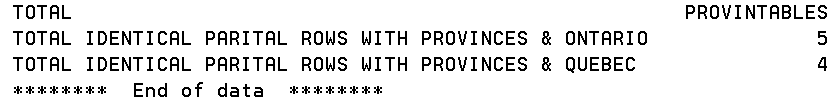 TOTAL PROVINTABLES
TOTAL IDENTICAL PARITAL ROWS WITH PROVINCES & ONTARIO 5
TOTAL IDENTICAL PARITAL ROWS WITH PROVINCES & QUEBEC 4
******** End of data ********